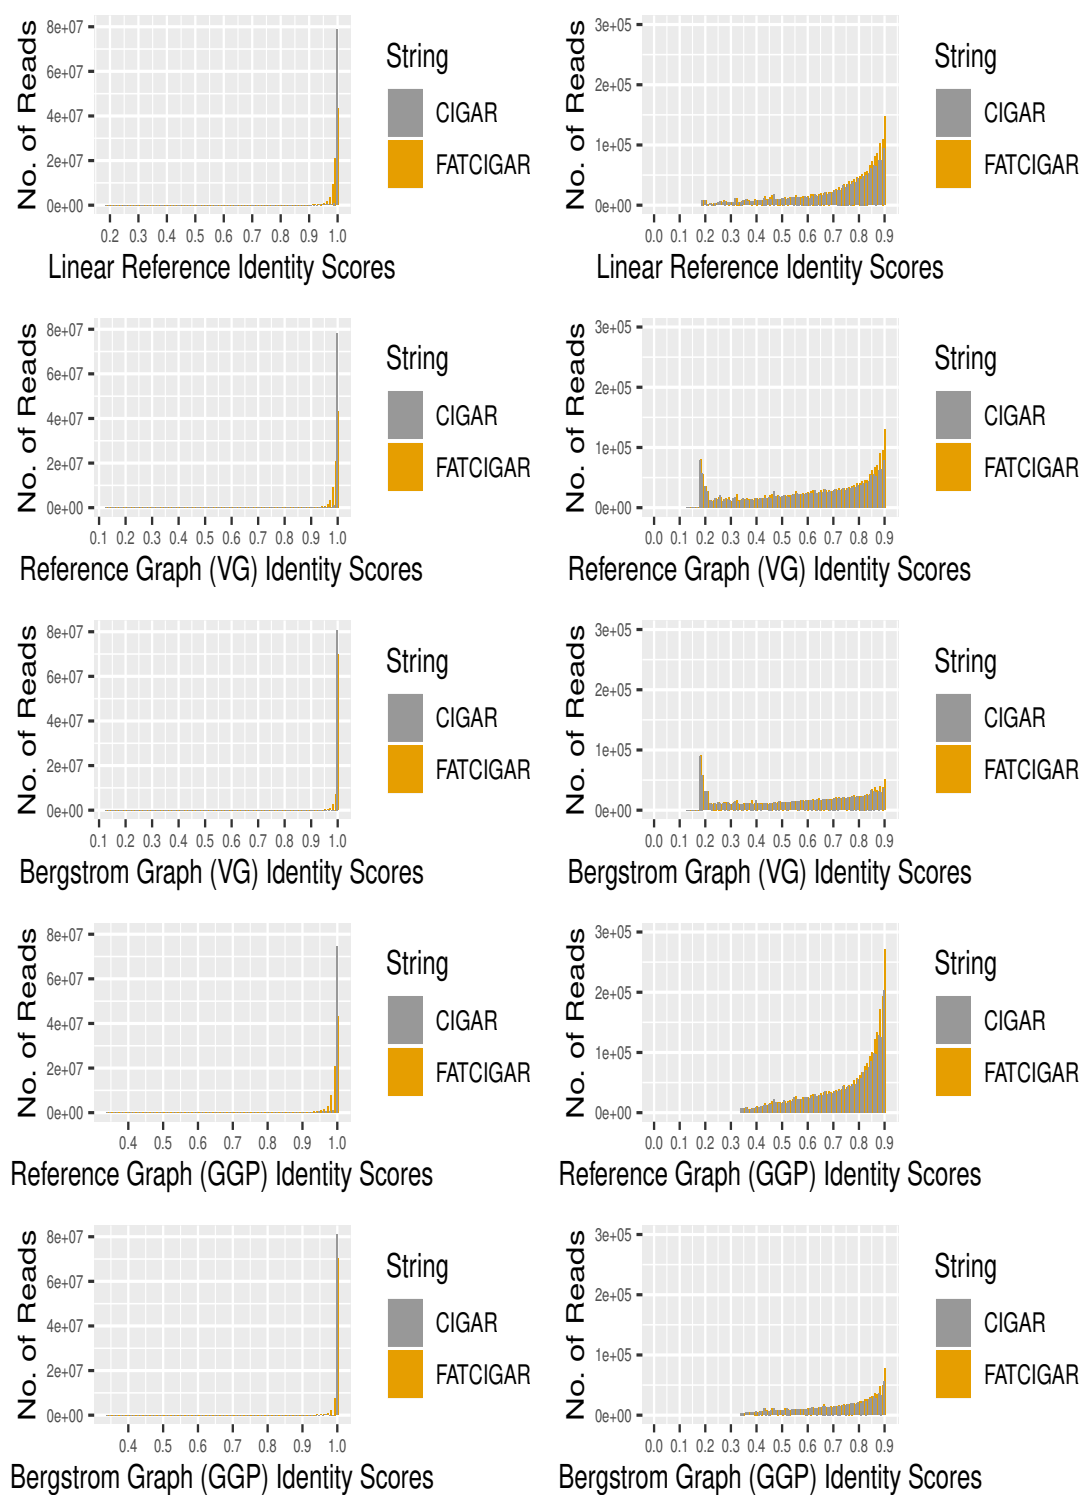 No. of Reads
8e+07
6e+07
4e+07
2e+07
0e+00
0.2 0.3 0.4 0.5 0.6 0.7 0.8 0.9 1.0
Linear Reference Identity Scores
String
CIGAR
FATCIGAR
No. of Reads
3e+05
2e+05
1e+05
0e+00
0.0 0.1 0.2 0.3 0.4 0.5 0.6 0.7 0.8 0.9
Linear Reference Identity Scores
String
CIGAR
FATCIGAR
No. of Reads
8e+07
6e+07
4e+07
2e+07
0e+00
0.1 0.2 0.3 0.4 0.5 0.6 0.7 0.8 0.9 1.0
Reference Graph (VG) Identity Scores
String
CIGAR
FATCIGAR
No. of Reads
3e+05
2e+05
1e+05
0e+00
0.0 0.1 0.2 0.3 0.4 0.5 0.6 0.7 0.8 0.9
Reference Graph (VG) Identity Scores
String
CIGAR
FATCIGAR
No. of Reads
8e+07
6e+07
4e+07
2e+07
0e+00
0.1 0.2 0.3 0.4 0.5 0.6 0.7 0.8 0.9 1.0
Bergstrom Graph (VG) Identity Scores
String
CIGAR
FATCIGAR
No. of Reads
3e+05
2e+05
1e+05
0e+00
0.0 0.1 0.2 0.3 0.4 0.5 0.6 0.7 0.8 0.9
Bergstrom Graph (VG) Identity Scores
String
CIGAR
FATCIGAR
No. of Reads
8e+07
6e+07
4e+07
2e+07
0e+00
0.4 0.5 0.6 0.7 0.8 0.9 1.0
Reference Graph (GGP) Identity Scores
String
CIGAR
FATCIGAR
No. of Reads
3e+05
2e+05
1e+05
0e+00
0.0 0.1 0.2 0.3 0.4 0.5 0.6 0.7 0.8 0.9
Reference Graph (GGP) Identity Scores
String
CIGAR
FATCIGAR
No. of Reads
8e+07
6e+07
4e+07
2e+07
0e+00
0.4 0.5 0.6 0.7 0.8 0.9 1.0
Bergstrom Graph (GGP) Identity Scores
String
CIGAR
FATCIGAR
No. of Reads
3e+05
2e+05
1e+05
0e+00
0.0 0.1 0.2 0.3 0.4 0.5 0.6 0.7 0.8 0.9
Bergstrom Graph (GGP) Identity Scores
String
CIGAR
FATCIGAR